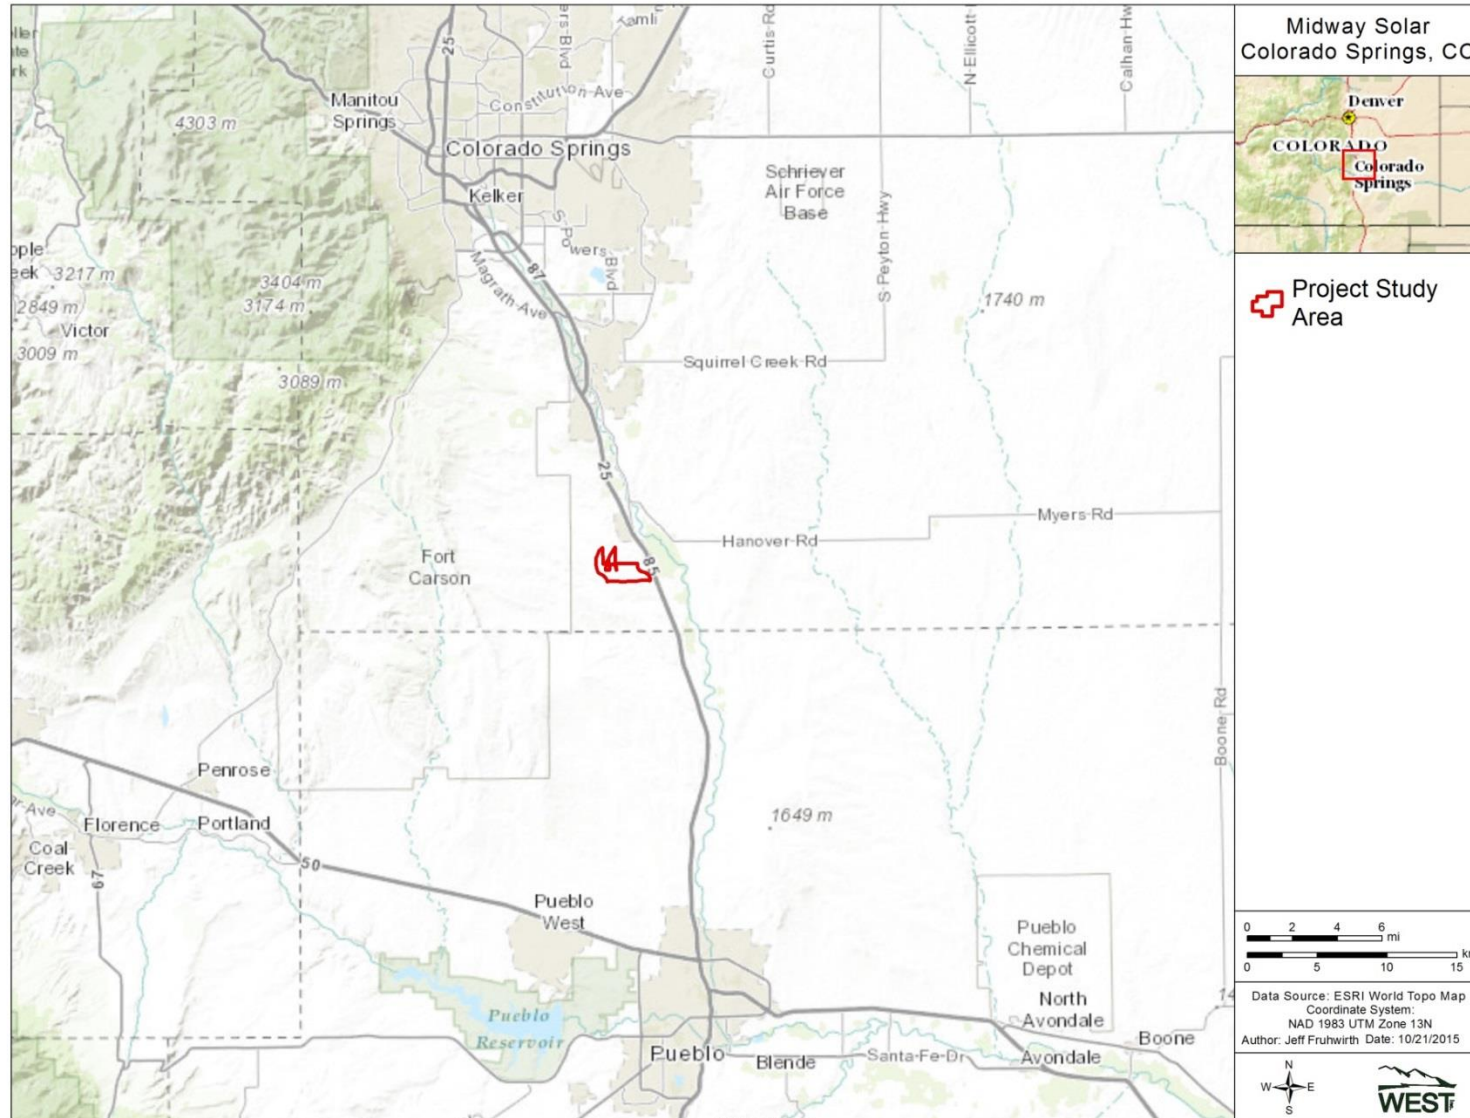 Midway Solar
Colorado Springs, CO
Denver
COLORADO
Colorado
Springs
Project Study
Area
25
Constitution Ave
Curtis Rd
N Ellicott
Calhan Hw
Manitou
Springs
4303 m
Colorado Springs
Kelker
Schriever
Air Force
Base
S Powers Blvd
87
Magrath Ave
S Peyton Hwy
3217 m
3404 m
3174 m
2849 m
Victor
3009 m
3089 m
1740 m
Squirrel Creek Rd
25
Hanover Rd
Myers Rd
Fort
Carson
85
Boone Rd
Penrose
Florence
Portland
Coal
Creek
67
50
1649 m
Pueblo
West
Pueblo
Chemical
Depot
North
Avondale
Pueblo
Reservoir
Pueblo
Blende
Santa Fe Dr
Avondale
Boone
0 2 4 6
mi
0 5 10 15
Data Source: ESRI World Topo Map
Coordinate System:
NAD 1983 UTM Zone 13N
Author: Jeff Fruhwirth Date: 10/21/2015
N
W E
S
WEST